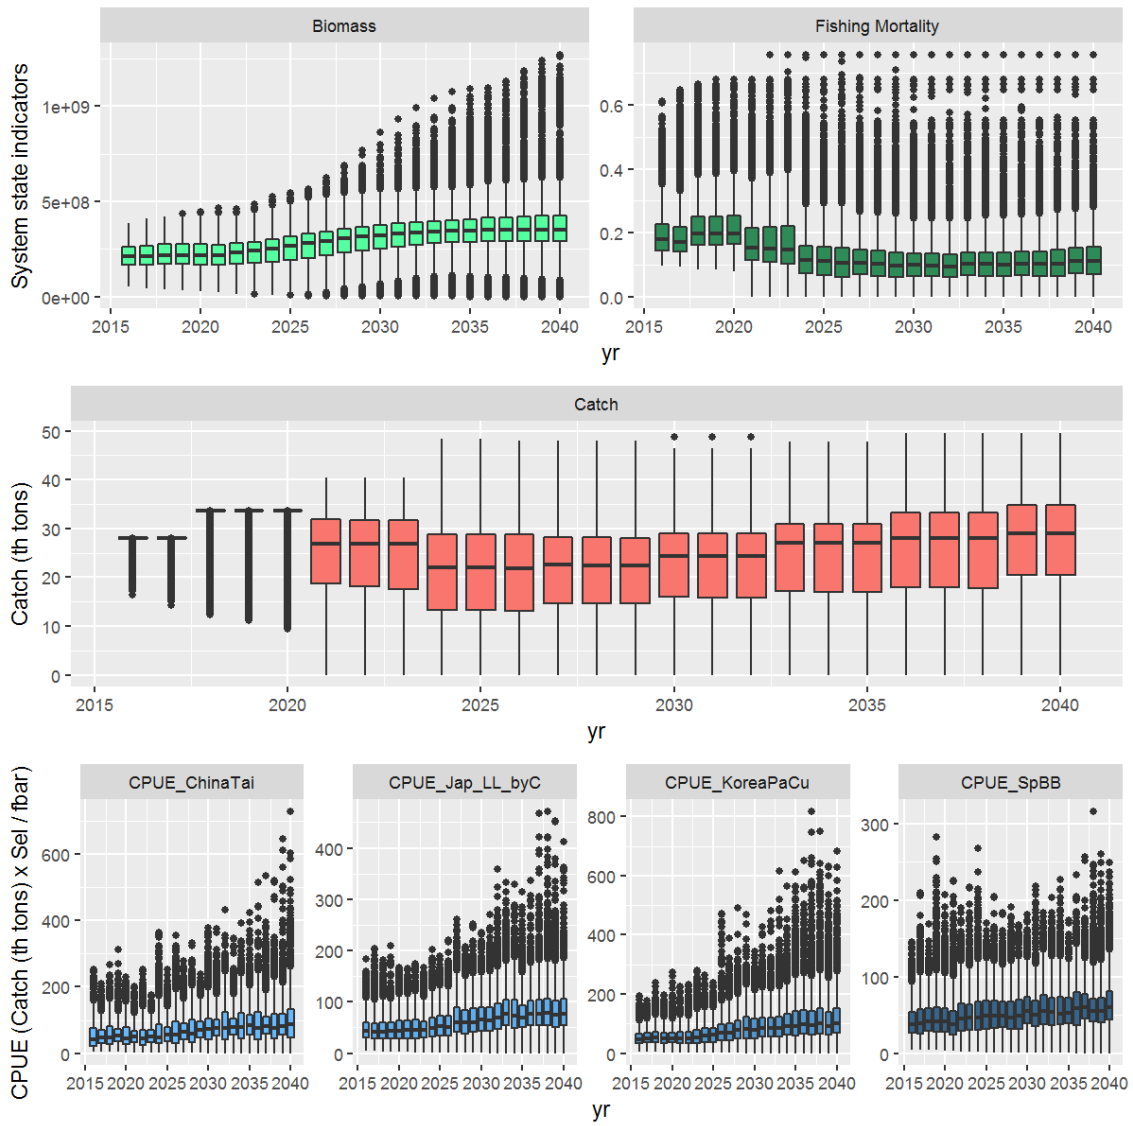 Biomass
Fishing Mortality
System state indicators
1e+09
5e+08
0e+00
0.6
0.4
0.2
0.0
2015 2020 2025 2030 2035 2040
2015 2020 2025 2030 2035 2040
yr
Catch
Catch (th tons)
50
40
30
20
10
0
2015 2020 2025 2030 2035 2040
yr
CPUE_ChinaTai
CPUE_Jap_LL_byC
CPUE_KoreaPaCu
CPUE_SpBB
CPUE (Catch (th tons) x Sel / fbar)
600
400
200
0
400
300
200
100
0
800
600
400
200
0
300
200
100
0
2015 2020 2025 2030 2035 2040
2015 2020 2025 2030 2035 2040
2015 2020 2025 2030 2035 2040
2015 2020 2025 2030 2035 2040
yr